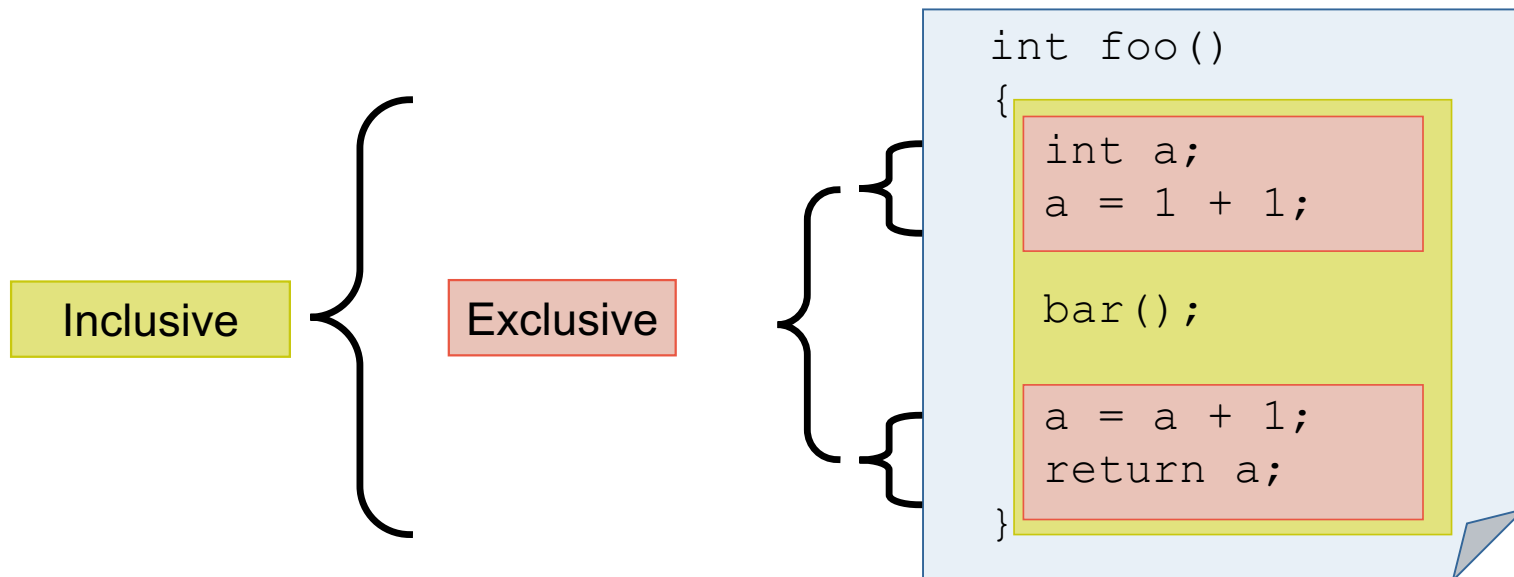 Inclusive
Exclusive
int foo()
{
int a;
a = 1 + 1;
bar();
a = a + 1;
return a;
}